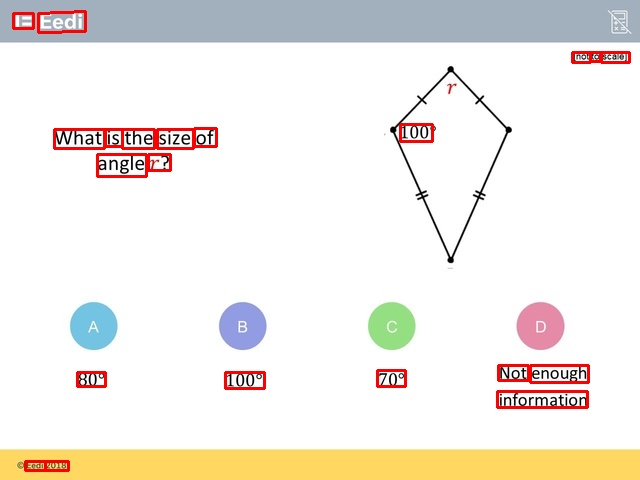 Eedi
[not to scale]
r
100°
What is the size of
angle r?
A
B
C
D
80°
100°
70°
Not enough
information
© Eedi 2018